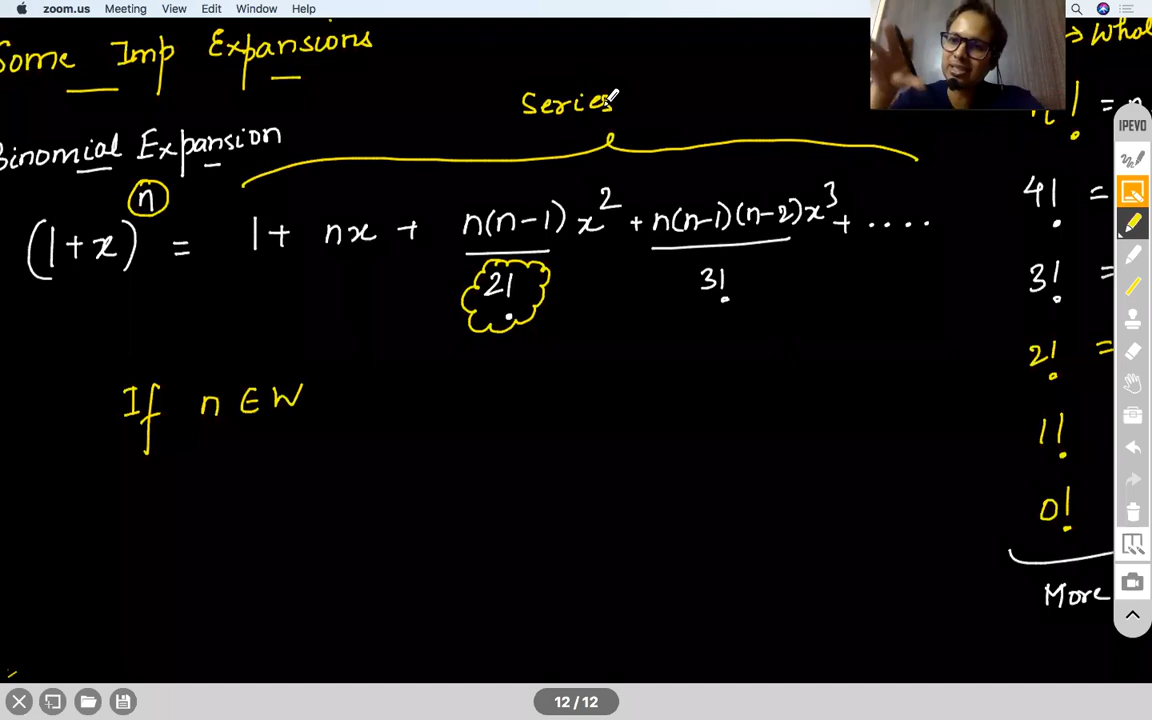 zoom.us Meeting View Edit Window Help
Some Imp Expansions
→ Whol
Series
n! = n
IPEVO
Binomial Expansion
(1+x)^n = 1 + nx + n(n-1)/2! x^2 + n(n-1)(n-2)/3! x^3 + ....
4! =
3! =
2! =
If n ∈ W
1!
0!
More
12 / 12